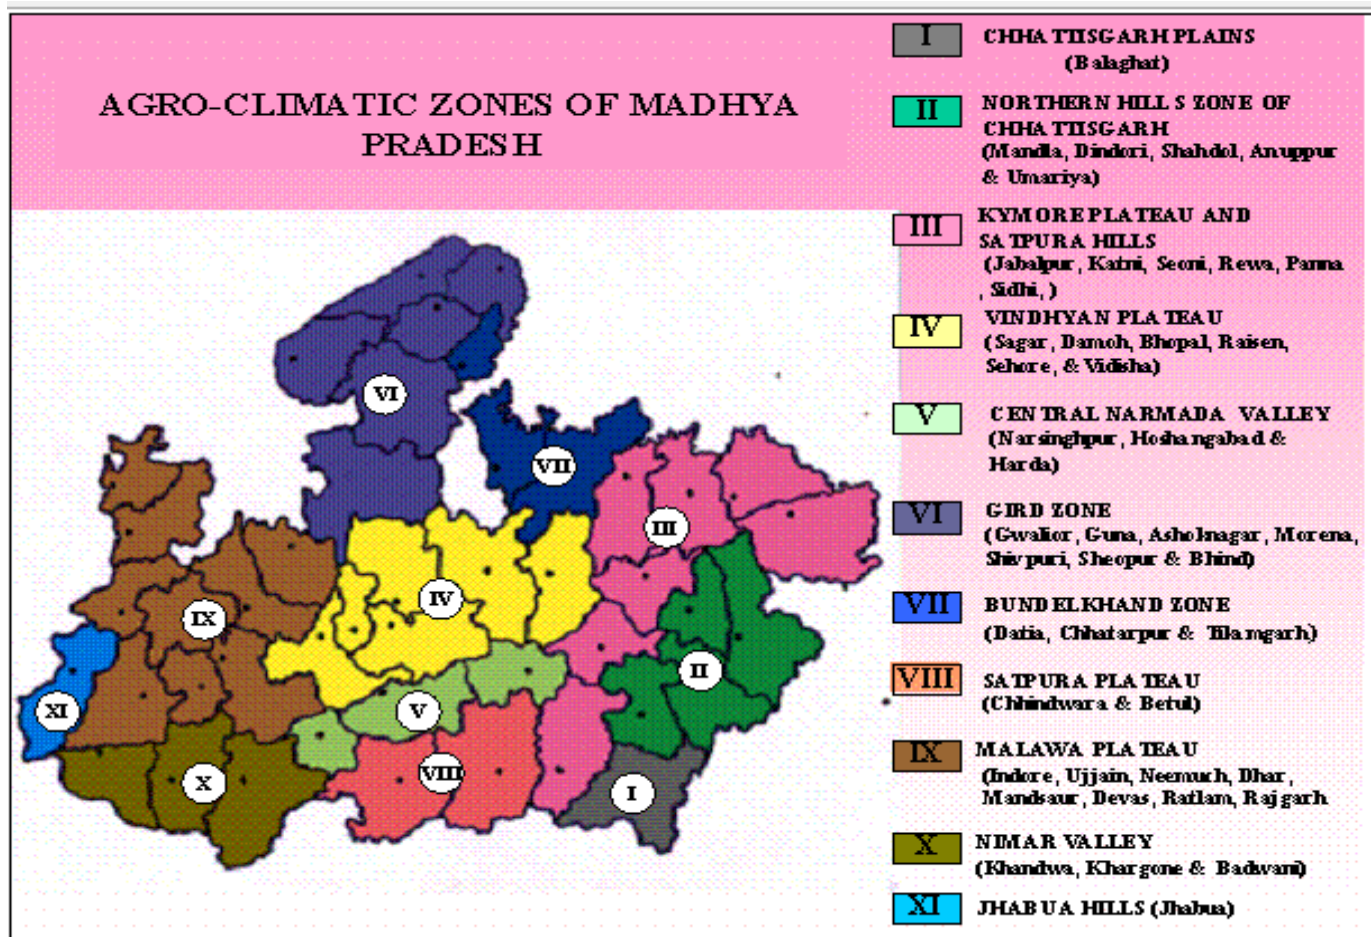 AGRO-CLIMATIC ZONES OF MADHYA
PRADESH
I CHHATTISGARH PLAINS
(Balaghat)
II NORTHERN HILLS ZONE OF
CHHATTISGARH
(Mandla, Dindori, Shahdol, Anuppur
& Umariya)
III KYMORE PLATEAU AND
SATPURA HILLS
(Jabalpur, Katni, Seoni, Rewa, Panna
, Sidhi, )
IV VINDHYAN PLATEAU
(Sagar, Damoh, Bhopal, Raisen,
Sehore, & Vidisha)
V CENTRAL NARMADA VALLEY
(Narsinghpur, Hoshangabad &
Harda)
VI GIRD ZONE
(Gwalior, Guna, Ashoknagar, Morena,
Shivpuri, Sheopur & Bhind)
VII BUNDELKHAND ZONE
(Datia, Chhatarpur & Tikamgarh)
VIII SATPURA PLATEAU
(Chhindwara & Betul)
IX MALAWA PLATEAU
(Indore, Ujjain, Neemuch, Dhar,
Mandsaur, Devas, Ratlam, Rajgarh
X NIMAR VALLEY
(Khandwa, Khargone & Badwani)
XI JHABUA HILLS (Jhabua)
VI
VII
III
IV
IX
II
XI
V
VIII
X
I